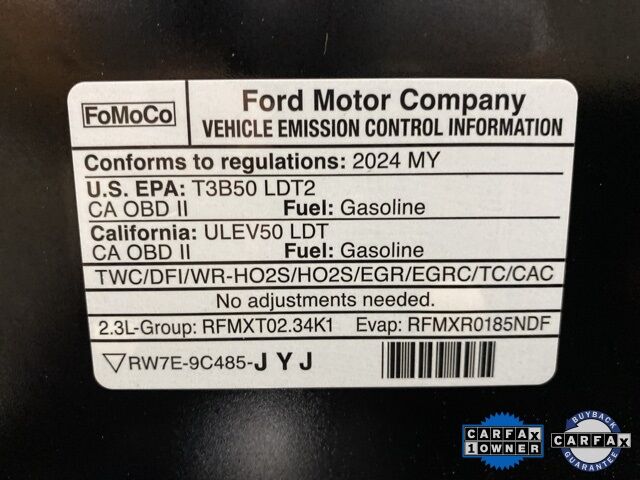 FoMoCo
Ford Motor Company
VEHICLE EMISSION CONTROL INFORMATION
Conforms to regulations: 2024 MY
U.S. EPA: T3B50 LDT2
CA OBD II Fuel: Gasoline
California: ULEV50 LDT
CA OBD II Fuel: Gasoline
TWC/DFI/WR-HO2S/HO2S/EGR/EGRC/TC/CAC
No adjustments needed.
2.3L-Group: RFMXT02.34K1 Evap: RFMXR0185NDF
RW7E-9C485-J Y J
CARFAX
1 OWNER
BUYBACK
CARFAX
GUARANTEE